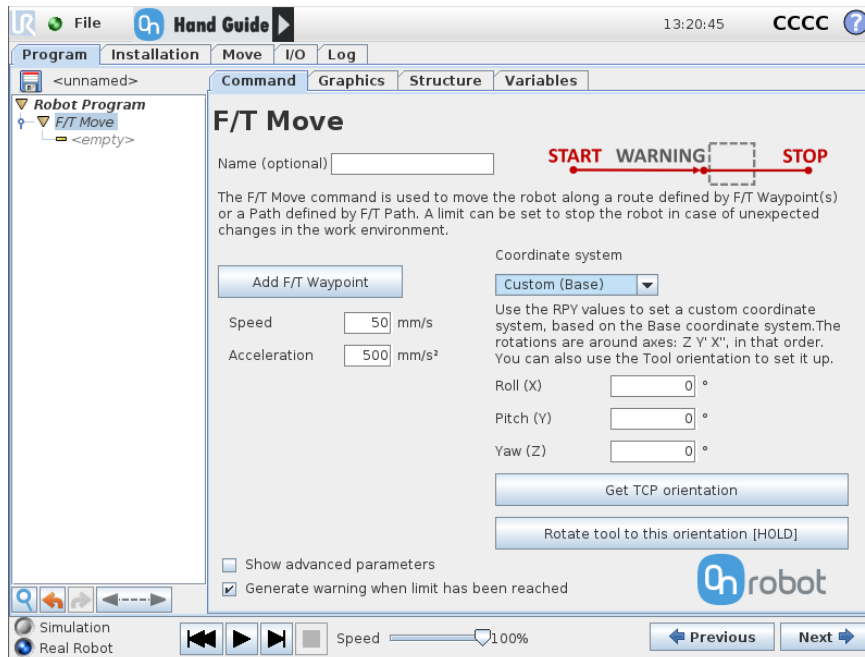 File
On
Hand Guide
13:20:45
CCCC
?
Program
Installation
Move
I/O
Log
<unnamed>
Command
Graphics
Structure
Variables
Robot Program
F/T Move
<empty>
F/T Move
Name (optional)
START WARNING STOP
The F/T Move command is used to move the robot along a route defined by F/T Waypoint(s)
or a Path defined by F/T Path. A limit can be set to stop the robot in case of unexpected
changes in the work environment.
Coordinate system
Add F/T Waypoint
Custom (Base)
Speed 50 mm/s
Acceleration 500 mm/s²
Use the RPY values to set a custom coordinate
system, based on the Base coordinate system.The
rotations are around axes: Z Y' X", in that order.
You can also use the Tool orientation to set it up.
Roll (X) 0 °
Pitch (Y) 0 °
Yaw (Z) 0 °
Get TCP orientation
Rotate tool to this orientation [HOLD]
Show advanced parameters
Generate warning when limit has been reached
On robot
Simulation
Real Robot
Speed 100%
Previous
Next